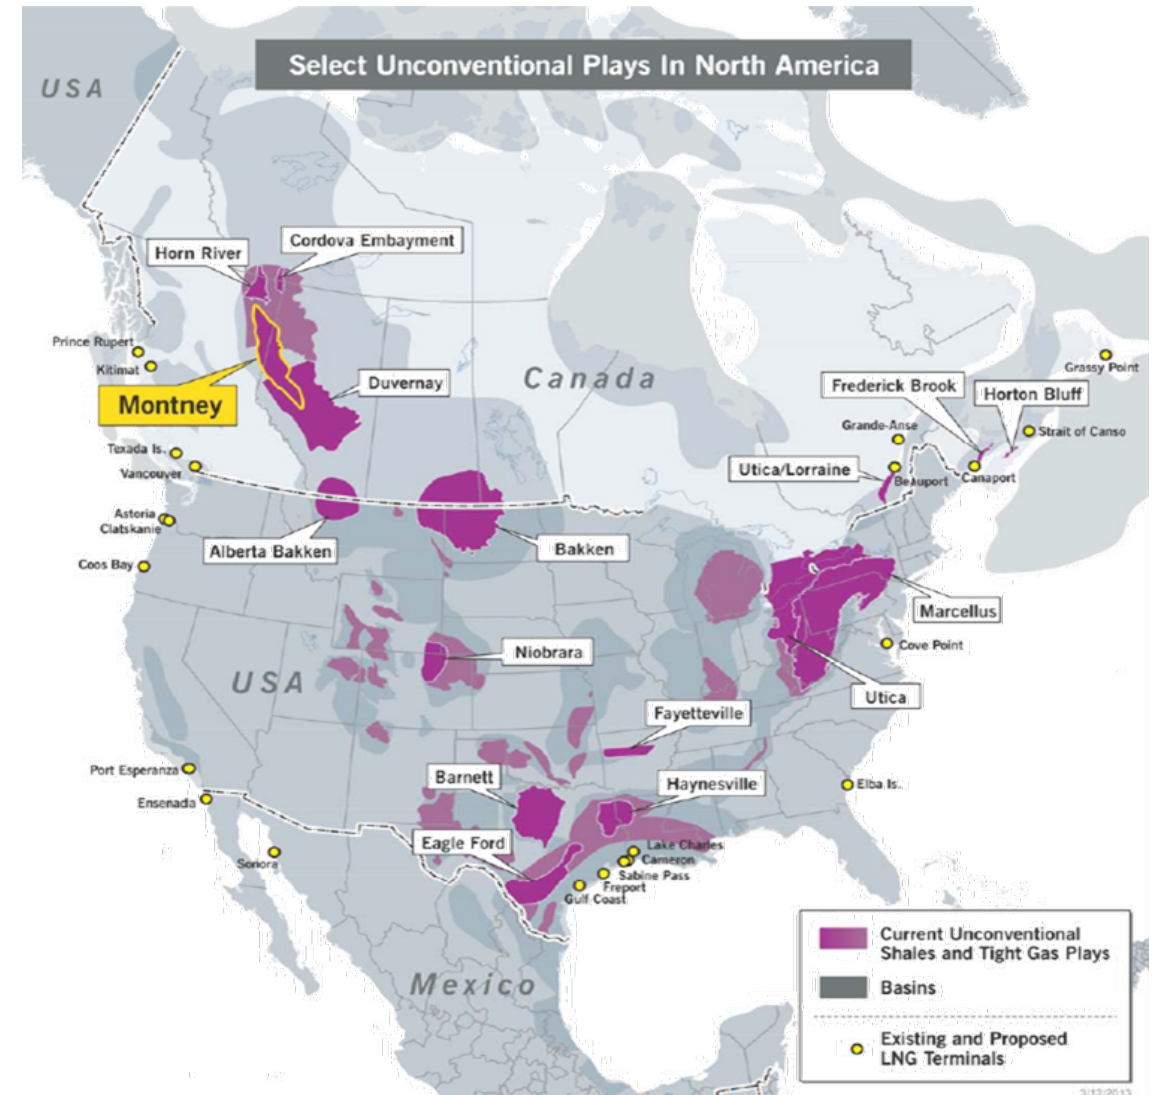 Select Unconventional Plays In North America
USA
Cordova Embayment
Horn River
Prince Rupert
Kitimat
Montney
Duvernay
Canada
Grassy Point
Frederick Brook
Horton Bluff
Grande-Anse
Strait of Canso
Texada Is.
Vancouver
Utica/Lorraine
Beauport
Canaport
Astoria
Clatskanie
Alberta Bakken
Bakken
Coos Bay
Marcellus
Niobrara
Cove Point
USA
Utica
Fayetteville
Port Esperanza
Barnett
Haynesville
Elba Is.
Ensenada
Eagle Ford
Lake Charles
Cameron
Sonora
Sabine Pass
Freport
Gulf Coast
Current Unconventional
Shales and Tight Gas Plays
Mexico
Basins
Existing and Proposed
LNG Terminals
3/12/2013